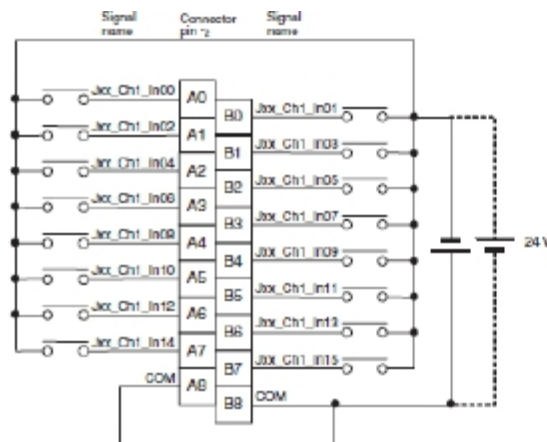 Signal name
Connector pin *2
Signal name
Jxx_Ch1_In00
A0
B0
Jxx_Ch1_In01
Jxx_Ch1_In02
A1
B1
Jxx_Ch1_In03
Jxx_Ch1_In04
A2
B2
Jxx_Ch1_In05
Jxx_Ch1_In06
A3
B3
Jxx_Ch1_In07
Jxx_Ch1_In08
A4
B4
Jxx_Ch1_In09
Jxx_Ch1_In10
A5
B5
Jxx_Ch1_In11
Jxx_Ch1_In12
A6
B6
Jxx_Ch1_In13
Jxx_Ch1_In14
A7
B7
Jxx_Ch1_In15
COM
A8
B8
COM
24 V